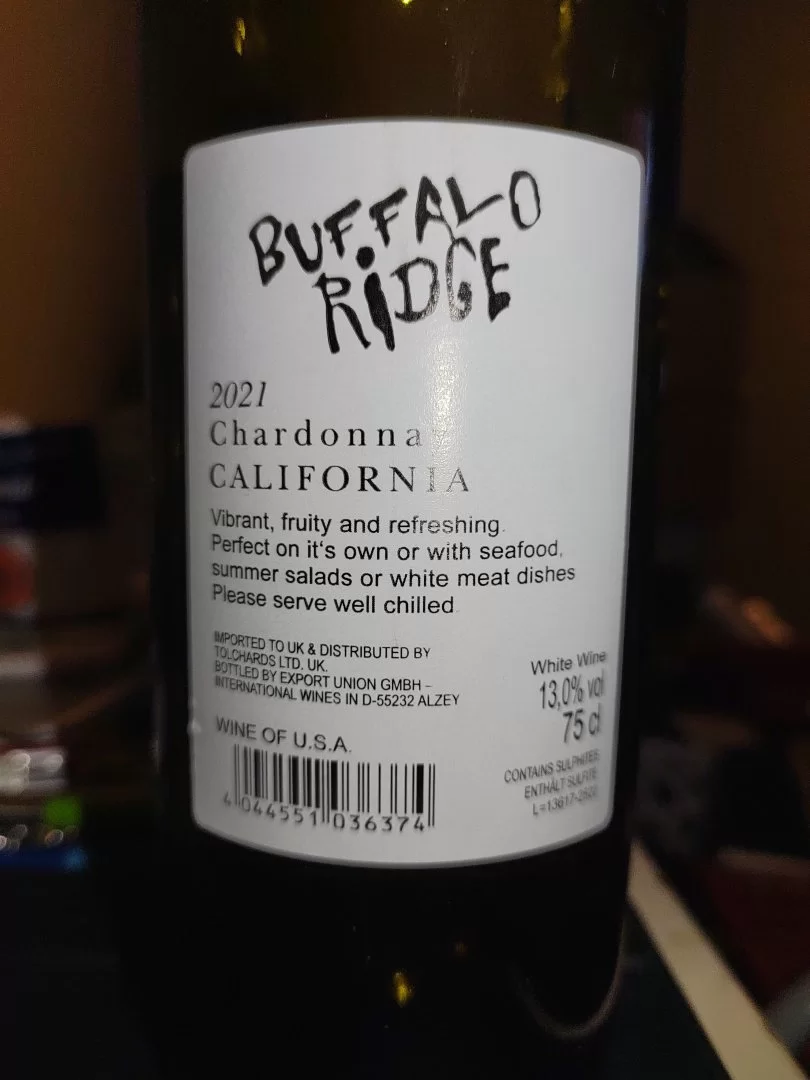 BUFFALO
RiDGE
2021
Chardonnay
CALIFORNIA
Vibrant, fruity and refreshing.
Perfect on it's own or with seafood,
summer salads or white meat dishes
Please serve well chilled.
IMPORTED TO UK & DISTRIBUTED BY
TOLCHARDS LTD. UK.
BOTTLED BY EXPORT UNION GMBH -
INTERNATIONAL WINES IN D-55232 ALZEY
WINE OF U.S.A.
4 044551 036374
White Wine
13,0% vol
75 cl
CONTAINS SULPHITES
ENTHÄLT SULFITE